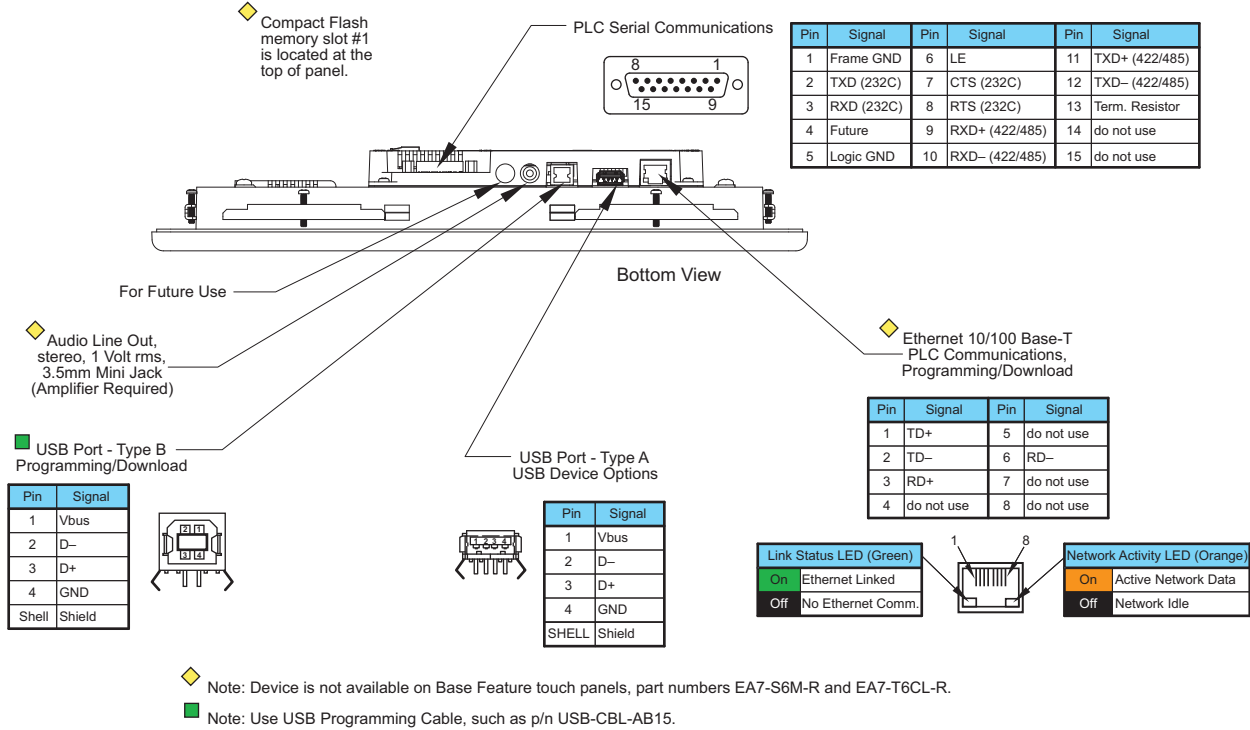 Compact Flash
memory slot #1
is located at the
top of panel.
PLC Serial Communications
8 1
15 9
Pin Signal Pin Signal Pin Signal
1 Frame GND 6 LE 11 TXD+ (422/485)
2 TXD (232C) 7 CTS (232C) 12 TXD– (422/485)
3 RXD (232C) 8 RTS (232C) 13 Term. Resistor
4 Future 9 RXD+ (422/485) 14 do not use
5 Logic GND 10 RXD– (422/485) 15 do not use
Bottom View
For Future Use
Audio Line Out,
stereo, 1 Volt rms,
3.5mm Mini Jack
(Amplifier Required)
Ethernet 10/100 Base-T
PLC Communications,
Programming/Download
Pin Signal Pin Signal
1 TD+ 5 do not use
2 TD– 6 RD–
3 RD+ 7 do not use
4 do not use 8 do not use
USB Port - Type B
Programming/Download
Pin Signal
1 Vbus
2 D–
3 D+
4 GND
Shell Shield
2 1
3 4
USB Port - Type A
USB Device Options
1 2 3 4
Pin Signal
1 Vbus
2 D–
3 D+
4 GND
SHELL Shield
Link Status LED (Green)
On Ethernet Linked
Off No Ethernet Comm.
1 8
Network Activity LED (Orange)
On Active Network Data
Off Network Idle
Note: Device is not available on Base Feature touch panels, part numbers EA7-S6M-R and EA7-T6CL-R.
Note: Use USB Programming Cable, such as p/n USB-CBL-AB15.